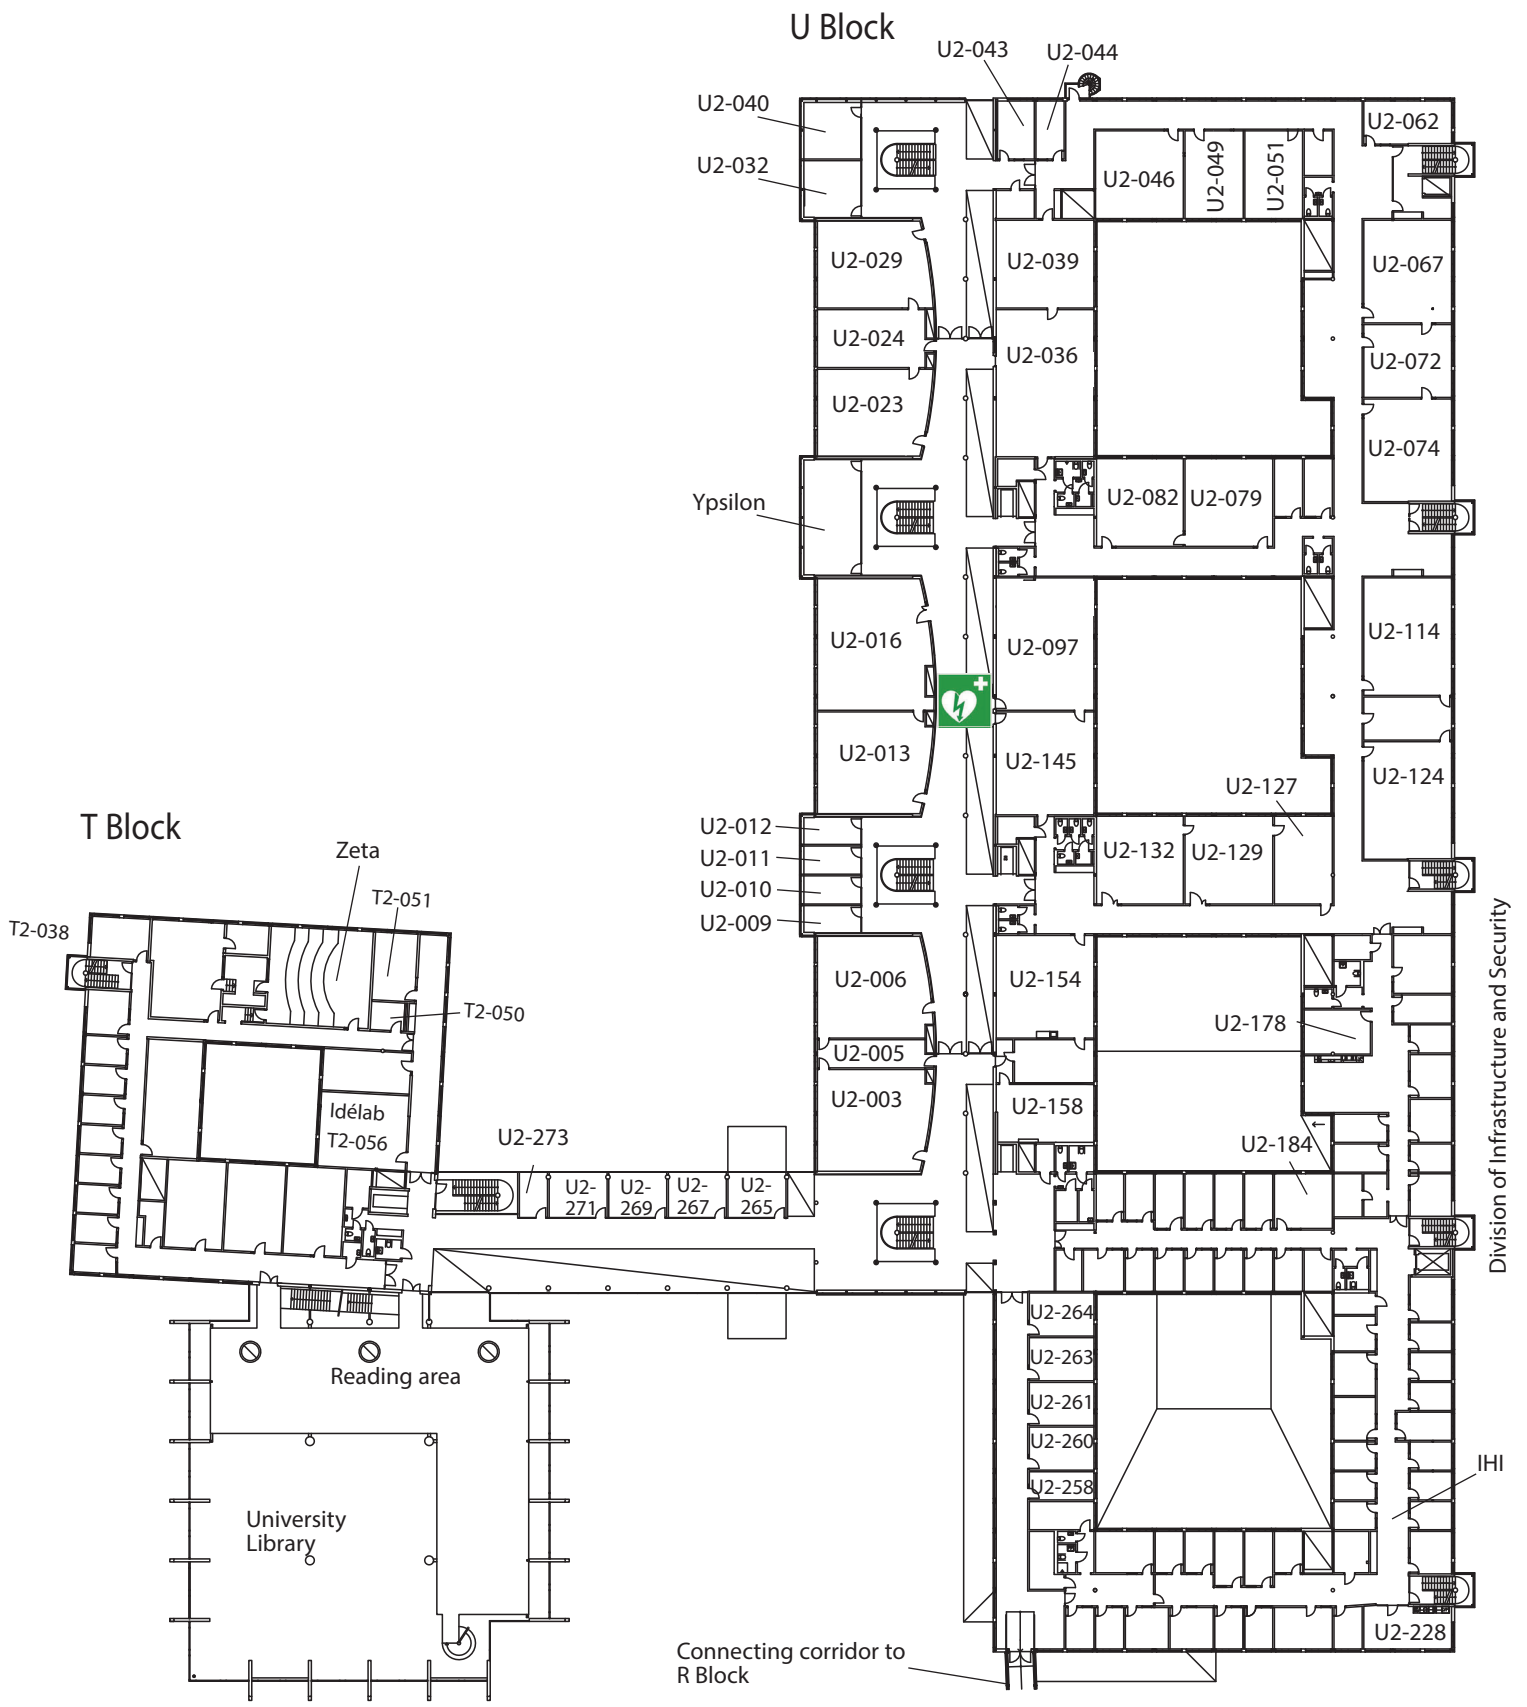 U Block
U2-043
U2-044
U2-040
U2-032
U2-062
U2-046
U2-049
U2-051
U2-029
U2-039
U2-067
U2-024
U2-036
U2-072
U2-023
U2-074
Ypsilon
U2-082
U2-079
U2-016
U2-097
U2-114
U2-013
U2-145
U2-124
U2-127
U2-012
U2-011
U2-010
U2-009
U2-132
U2-129
T Block
Zeta
T2-051
T2-038
T2-050
U2-006
U2-154
U2-178
U2-005
U2-003
U2-158
U2-184
Division of Infrastructure and Security
Idélab
T2-056
U2-273
U2-
271
U2-
269
U2-
267
U2-
265
U2-264
U2-263
U2-261
U2-260
U2-258
Reading area
University
Library
IHI
U2-228
Connecting corridor to
R Block